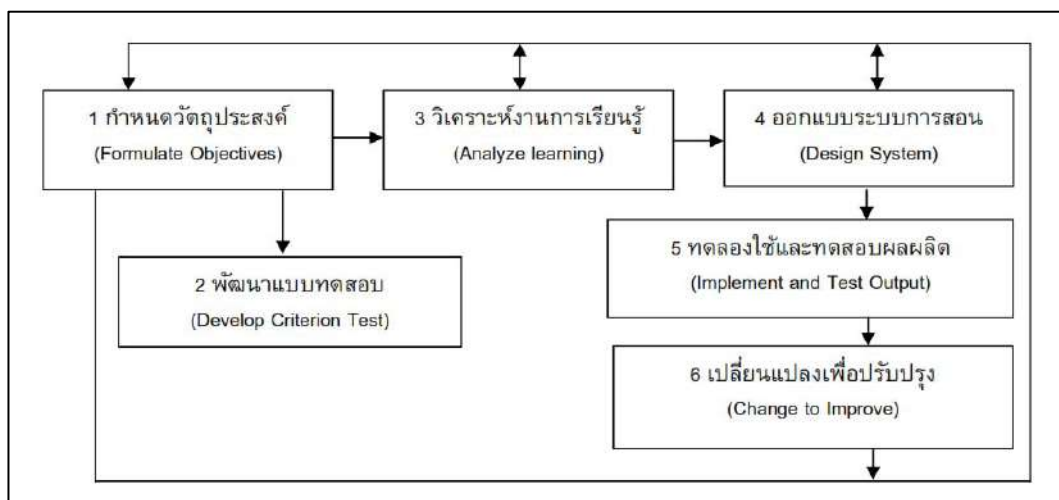 1 กำหนดวัตถุประสงค์
(Formulate Objectives)
2 พัฒนาแบบทดสอบ
(Develop Criterion Test)
3 วิเคราะห์งานการเรียนรู้
(Analyze learning)
4 ออกแบบระบบการสอน
(Design System)
5 ทดลองใช้และทดสอบผลผลิต
(Implement and Test Output)
6 เปลี่ยนแปลงเพื่อปรับปรุง
(Change to Improve)